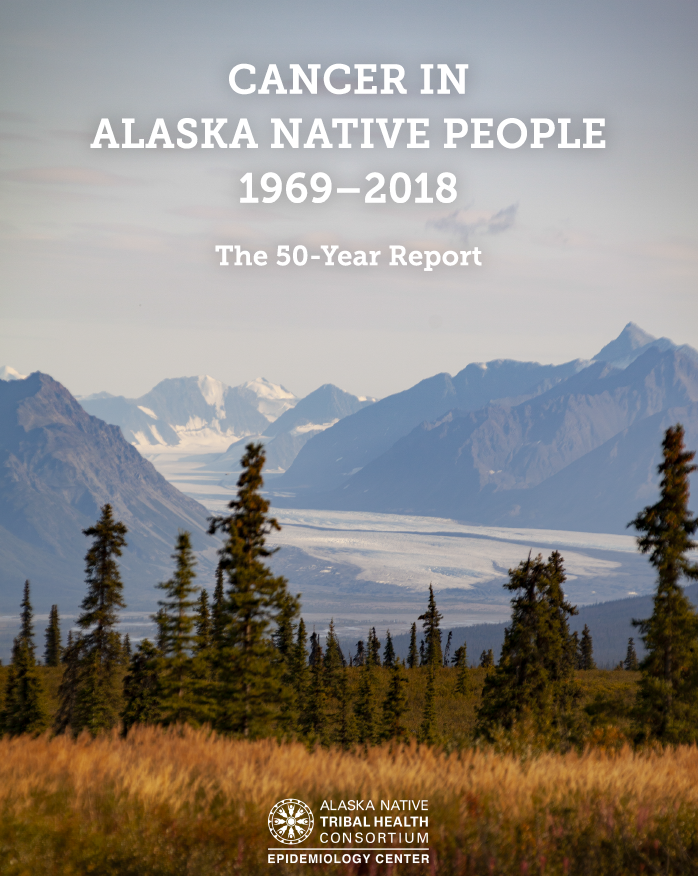 CANCER IN
ALASKA NATIVE PEOPLE
1969–2018
The 50-Year Report
ALASKA NATIVE
TRIBAL HEALTH
CONSORTIUM
EPIDEMIOLOGY CENTER